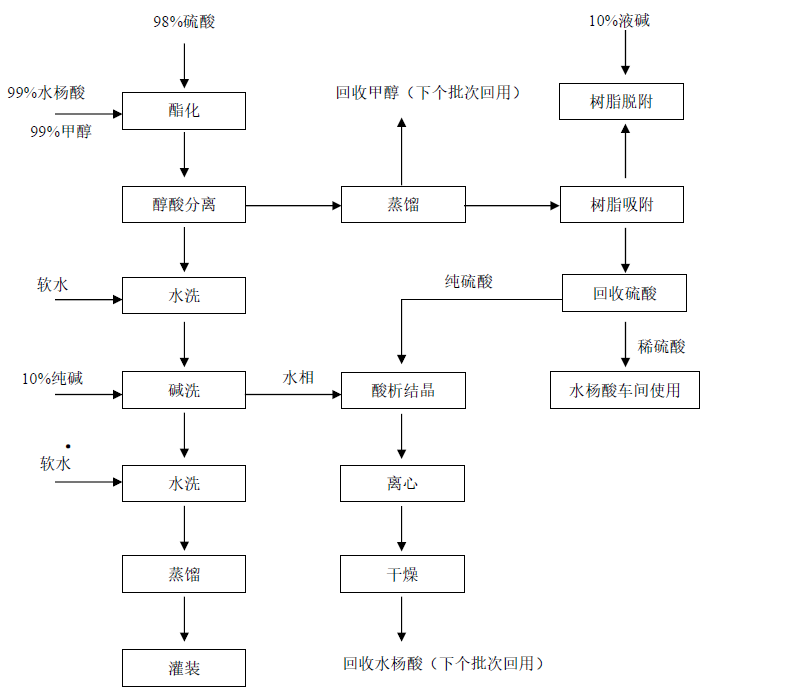 98%硫酸
10%液碱
99%水杨酸
99%甲醇
酯化
回收甲醇（下个批次回用）
树脂脱附
醇酸分离
蒸馏
树脂吸附
软水
水洗
纯硫酸
回收硫酸
稀硫酸
10%纯碱
碱洗
水相
酸析结晶
水杨酸车间使用
软水
水洗
离心
蒸馏
干燥
灌装
回收水杨酸（下个批次回用）